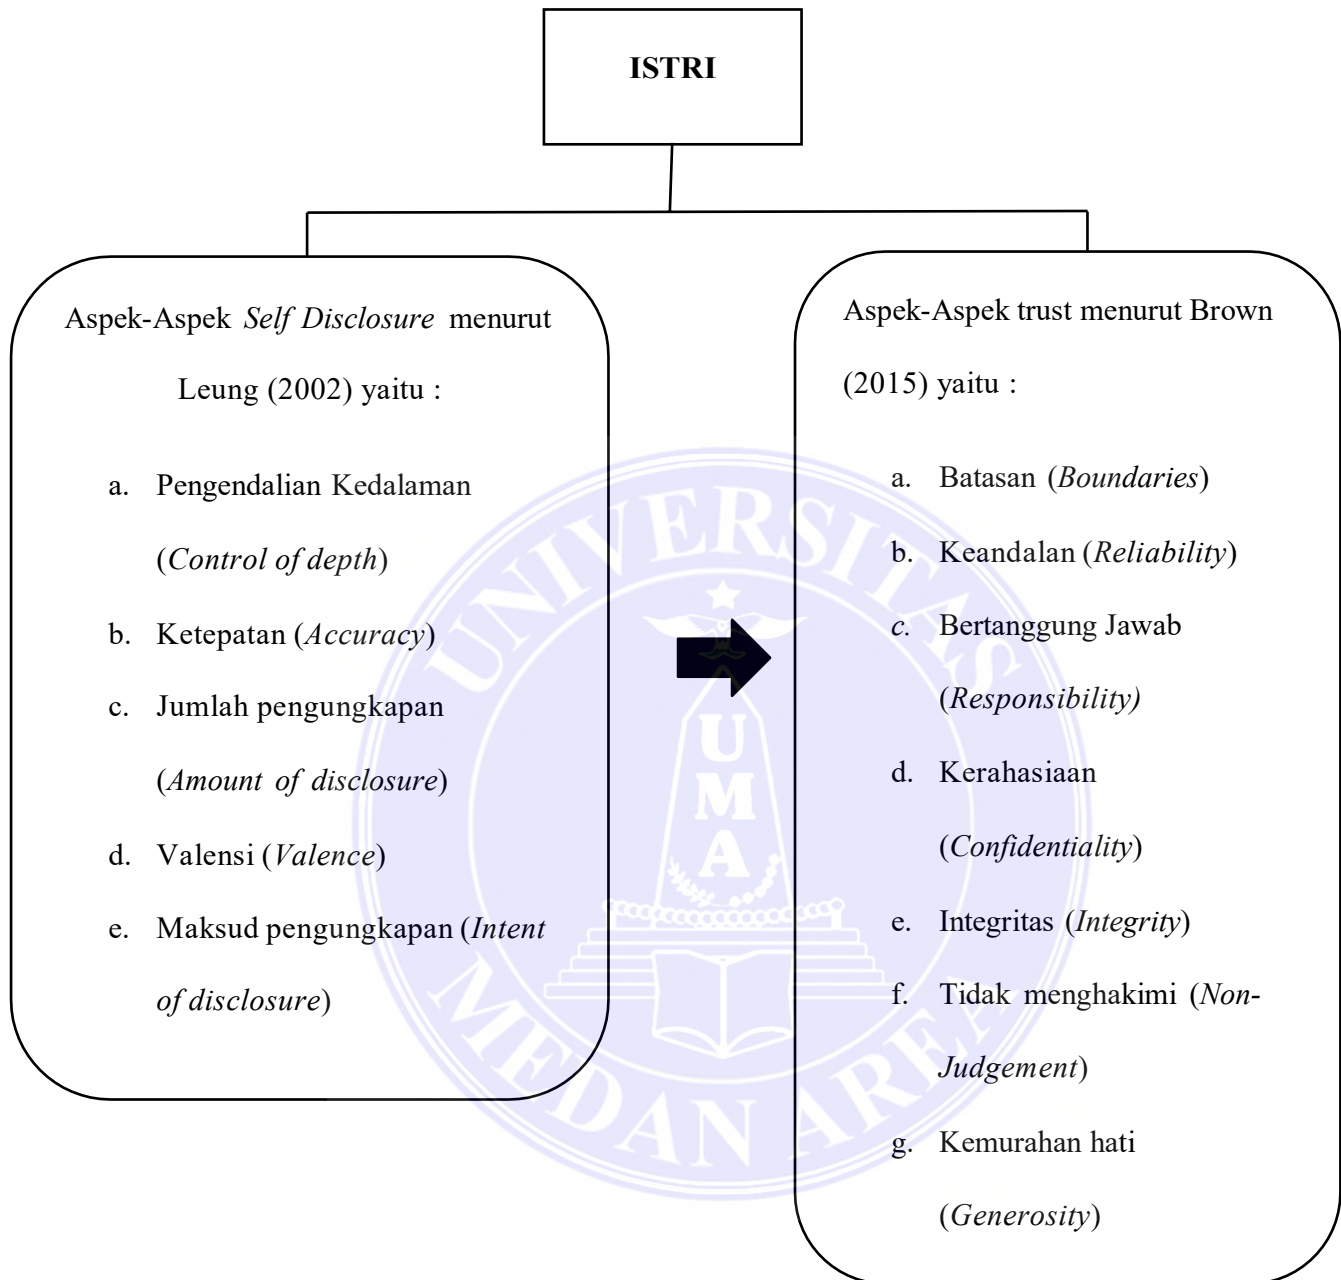 ISTRI
Aspek-Aspek Self Disclosure menurut
Leung (2002) yaitu :
a. Pengendalian Kedalaman
(Control of depth)
b. Ketepatan (Accuracy)
c. Jumlah pengungkapan
(Amount of disclosure)
d. Valensi (Valence)
e. Maksud pengungkapan (Intent
of disclosure)
Aspek-Aspek trust menurut Brown
(2015) yaitu :
a. Batasan (Boundaries)
b. Keandalan (Reliability)
c. Bertanggung Jawab
(Responsibility)
d. Kerahasiaan
(Confidentiality)
e. Integritas (Integrity)
f. Tidak menghakimi (Non-
Judgement)
g. Kemurahan hati
(Generosity)
UNIVERSITAS
UMA
MEDAN AREA